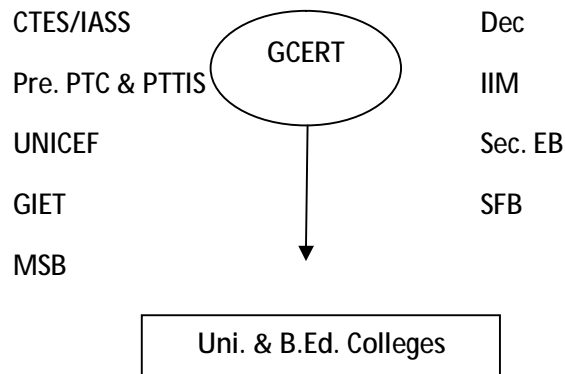 CTES/IASS
Pre. PTC & PTTIS
UNICEF
GIET
MSB
GCERT
Dec
IIM
Sec. EB
SFB
Uni. & B.Ed. Colleges